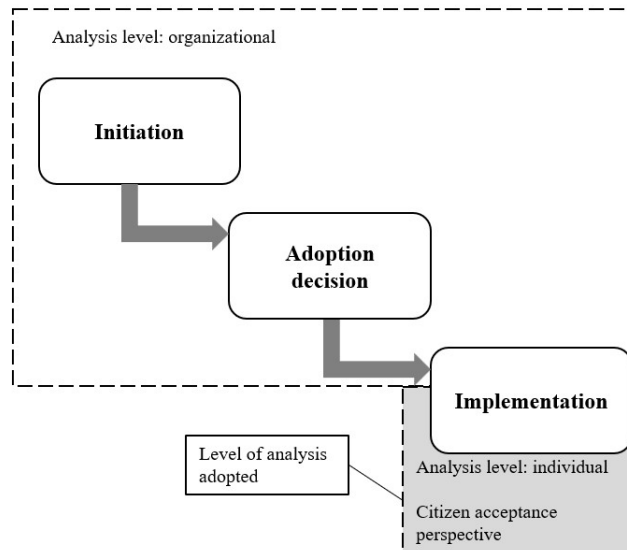 Analysis level: organizational
Initiation
Adoption
decision
Implementation
Level of analysis
adopted
Analysis level: individual
Citizen acceptance
perspective